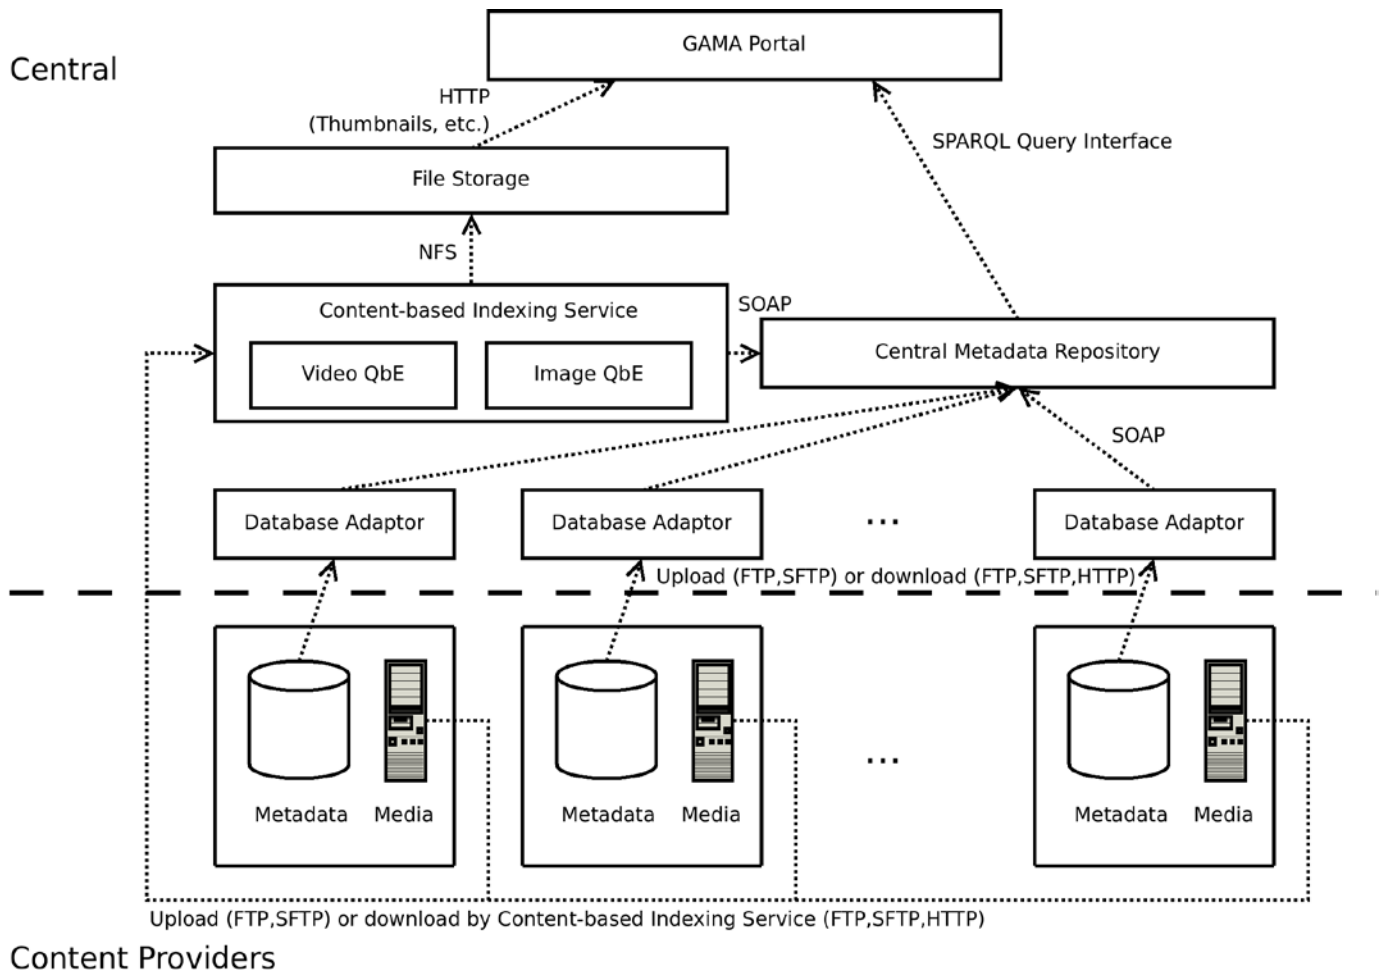 GAMA Portal
Central
HTTP
(Thumbnails, etc.)
SPARQL Query Interface
File Storage
NFS
Content-based Indexing Service
SOAP
Video QbE
Image QbE
Central Metadata Repository
SOAP
Database Adaptor
Database Adaptor
...
Database Adaptor
Upload (FTP,SFTP) or download (FTP,SFTP,HTTP)
...
Metadata
Media
Metadata
Media
Metadata
Media
Upload (FTP,SFTP) or download by Content-based Indexing Service (FTP,SFTP,HTTP)
Content Providers